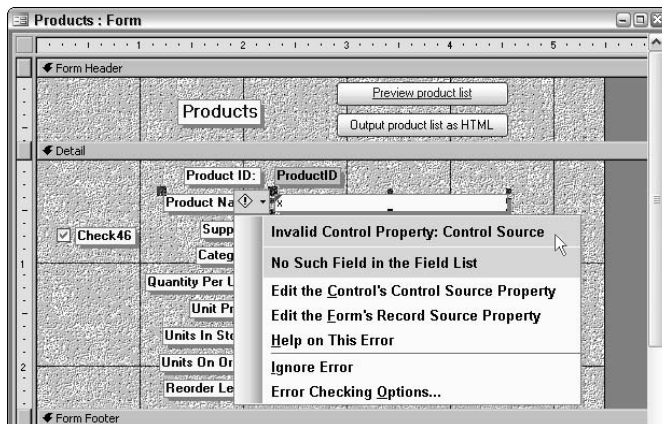 Products : Form
1 2 3 4 5
Form Header
Products
Preview product list
Output product list as HTML
Detail
Product ID: ProductID
Product Na x
Check46
Supp
Categ
Quantity Per U
Unit Pr
Units In Sto
Units On Or
Reorder Le
Invalid Control Property: Control Source
No Such Field in the Field List
Edit the Control's Control Source Property
Edit the Form's Record Source Property
Help on This Error
Ignore Error
Error Checking Options...
1
2
Form Footer